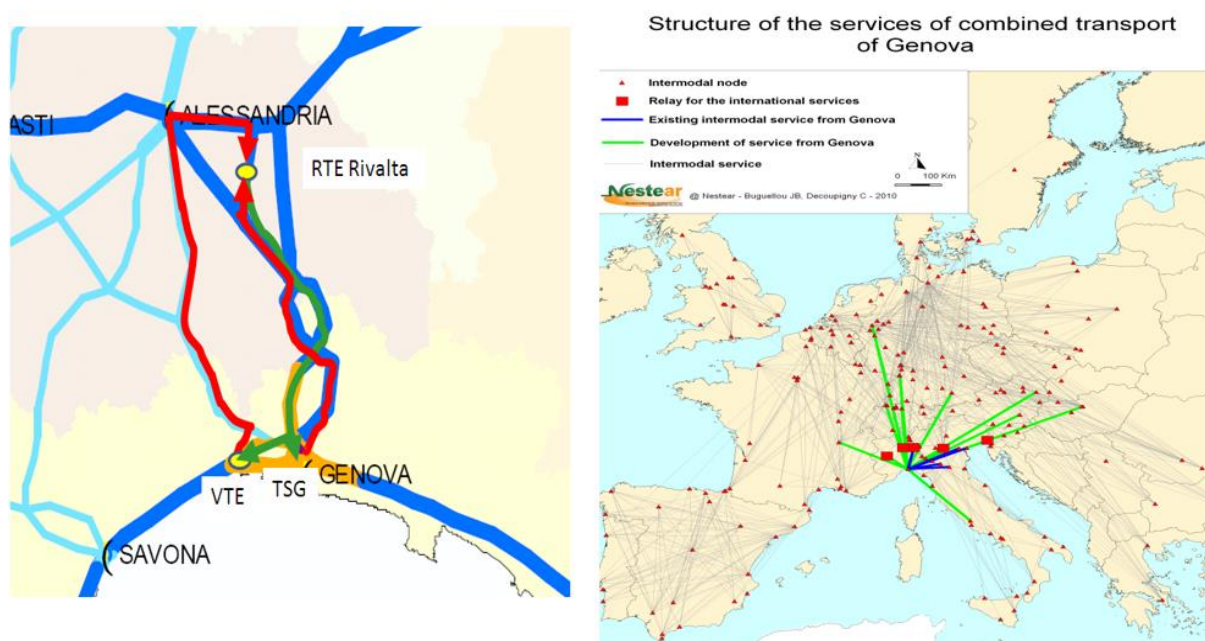 ALESSANDRIA
ASTI
RTE Rivalta
VTE
TSG
GENOVA
SAVONA
Structure of the services of combined transport
of Genova
Intermodal node
Relay for the international services
Existing intermodal service from Genova
Development of service from Genova
Intermodal service
N
0 100 Km
Nestear
@ Nestear - Buguellou JB, Decoupigny C - 2010